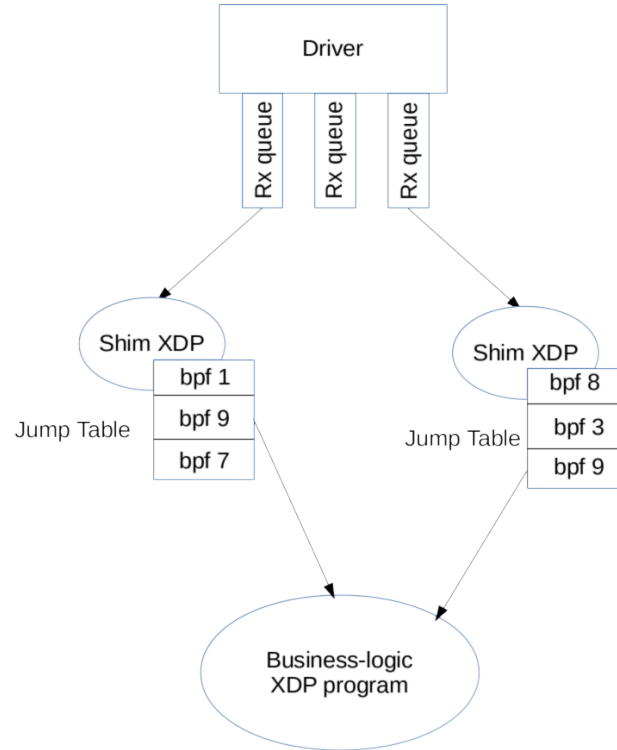 Driver
Rx queue
Rx queue
Rx queue
Shim XDP
bpf 1
bpf 9
bpf 7
Jump Table
Shim XDP
bpf 8
bpf 3
bpf 9
Jump Table
Business-logic
XDP program